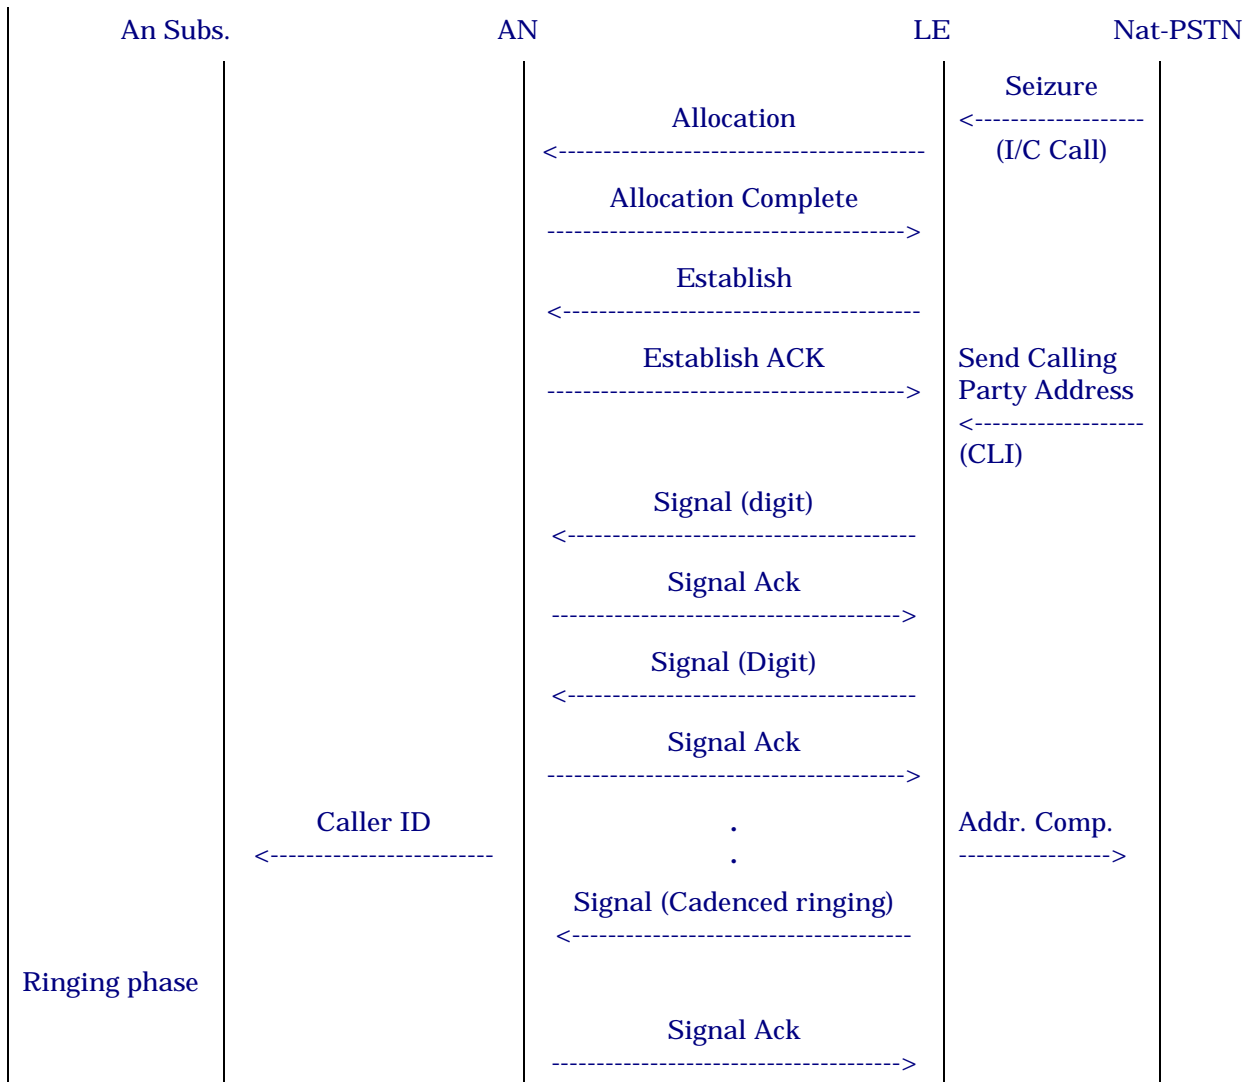 An Subs. AN LE Nat-PSTN
Seizure
Allocation
<-------------------
(I/C Call)
<-----------------------------------------
Allocation Complete
---------------------------------------->
Establish
<----------------------------------------
Establish ACK
Send Calling
---------------------------------------->
Party Address
<-------------------
(CLI)
Signal (digit)
<---------------------------------------
Signal Ack
--------------------------------------->
Signal (Digit)
<---------------------------------------
Signal Ack
---------------------------------------->
Caller ID . Addr. Comp.
<------------------------- . ----------------->
Signal (Cadenced ringing)
<--------------------------------------
Ringing phase
Signal Ack
--------------------------------------->